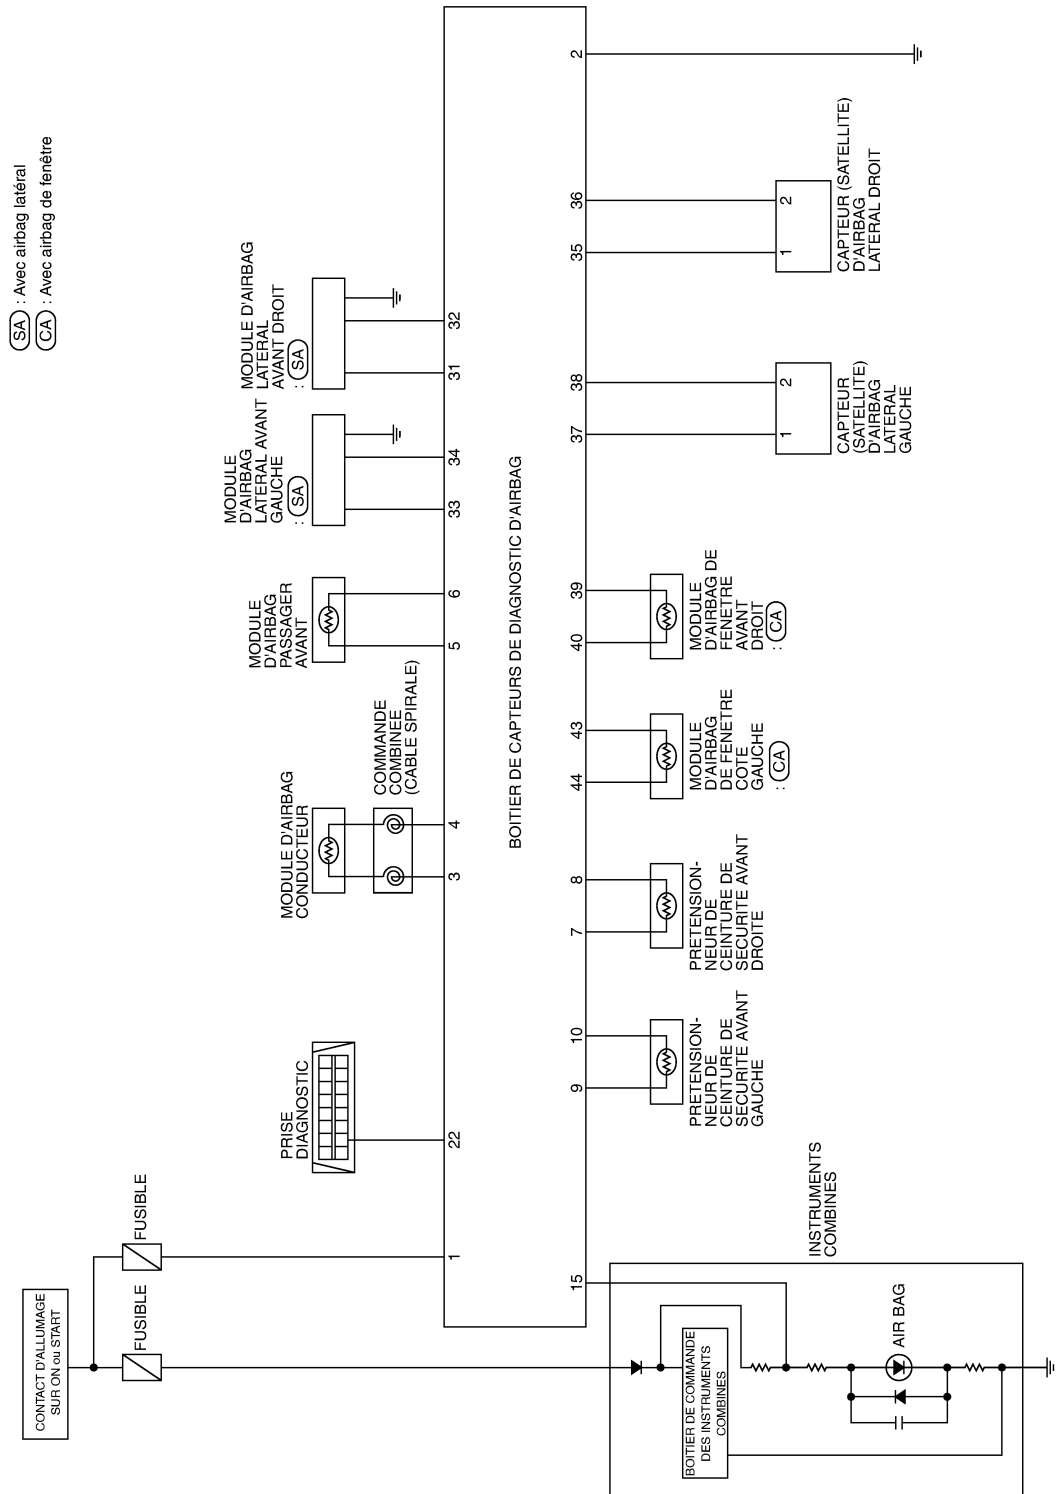 SA : Avec airbag latéral
CA : Avec airbag de fenêtre
CONTACT D'ALLUMAGE
SUR ON ou START
FUSIBLE
FUSIBLE
PRISE
DIAGNOSTIC
MODULE D'AIRBAG
CONDUCTEUR
COMMANDE
COMBINEE
(CABLE SPIRALE)
MODULE
D'AIRBAG
PASSAGER
AVANT
MODULE
D'AIRBAG
LATERAL AVANT
GAUCHE
: SA
MODULE D'AIRBAG
LATERAL
AVANT DROIT
: SA
1
22
3
4
5
6
33
34
31
32
BOITIER DE CAPTEURS DE DIAGNOSTIC D'AIRBAG
15
9
10
7
8
44
43
40
39
37
38
35
36
2
INSTRUMENTS
COMBINES
BOITIER DE COMMANDE
DES INSTRUMENTS
COMBINES
AIR BAG
PRETENSION-
NEUR DE
CEINTURE DE
SECURITE AVANT
GAUCHE
PRETENSION-
NEUR DE
CEINTURE DE
SECURITE AVANT
DROITE
MODULE
D'AIRBAG
DE FENETRE
COTE
GAUCHE
: CA
MODULE
D'AIRBAG DE
FENETRE
AVANT
DROIT
: CA
1
2
CAPTEUR
(SATELLITE)
D'AIRBAG
LATERAL
GAUCHE
1
2
CAPTEUR (SATELLITE)
D'AIRBAG
LATERAL DROIT